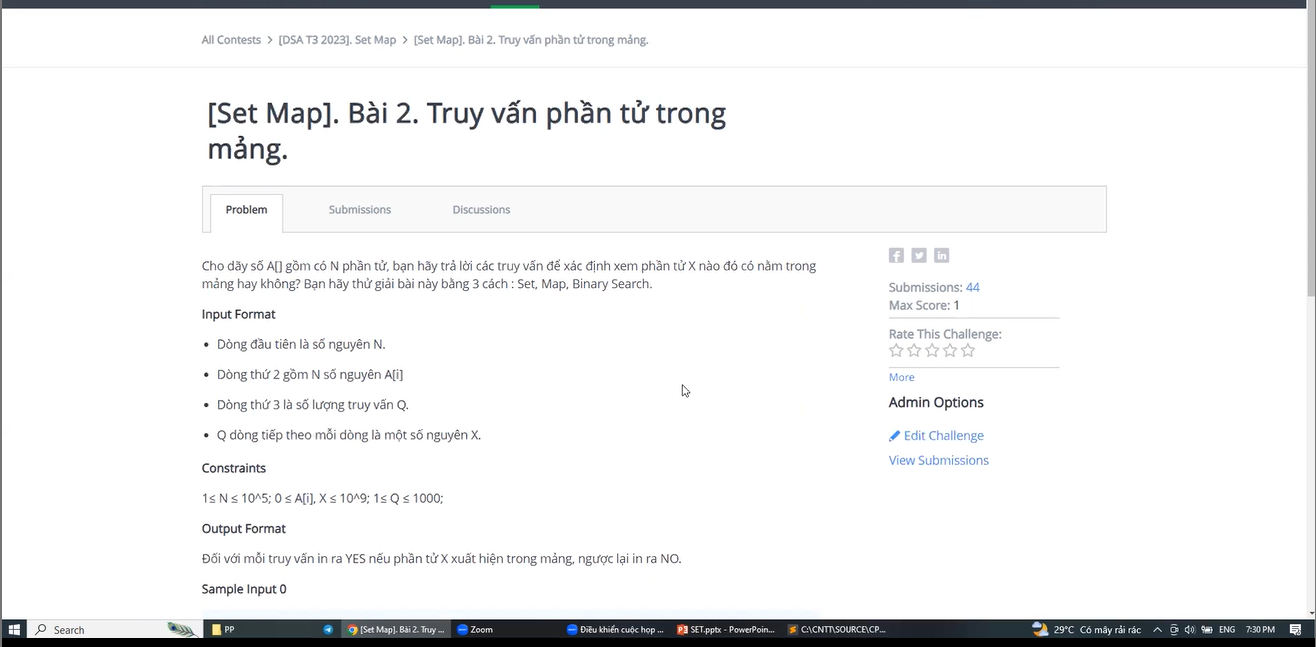 All Contests > [DSA T3 2023]. Set Map > [Set Map]. Bài 2. Truy vấn phần tử trong mảng.
[Set Map]. Bài 2. Truy vấn phần tử trong
mảng.
Problem Submissions Discussions
Cho dãy số A[] gồm có N phần tử, bạn hãy trả lời các truy vấn để xác định xem phần tử X nào đó có nằm trong
mảng hay không? Bạn hãy thử giải bài này bằng 3 cách : Set, Map, Binary Search.
Input Format
• Dòng đầu tiên là số nguyên N.
• Dòng thứ 2 gồm N số nguyên A[i]
• Dòng thứ 3 là số lượng truy vấn Q.
• Q dòng tiếp theo mỗi dòng là một số nguyên X.
Constraints
1≤ N ≤ 10^5; 0 ≤ A[i], X ≤ 10^9; 1≤ Q ≤ 1000;
Output Format
Đối với mỗi truy vấn in ra YES nếu phần tử X xuất hiện trong mảng, ngược lại in ra NO.
Sample Input 0
Submissions: 44
Max Score: 1
Rate This Challenge:
More
Admin Options
Edit Challenge
View Submissions
Search PP [Set Map]. Bài 2. Truy ... Zoom Điều khiển cuộc họp ... SET.pptx - PowerPoin... C:\CNTT\SOURCE\CP... 29°C Có mây rải rác ENG 7:30 PM